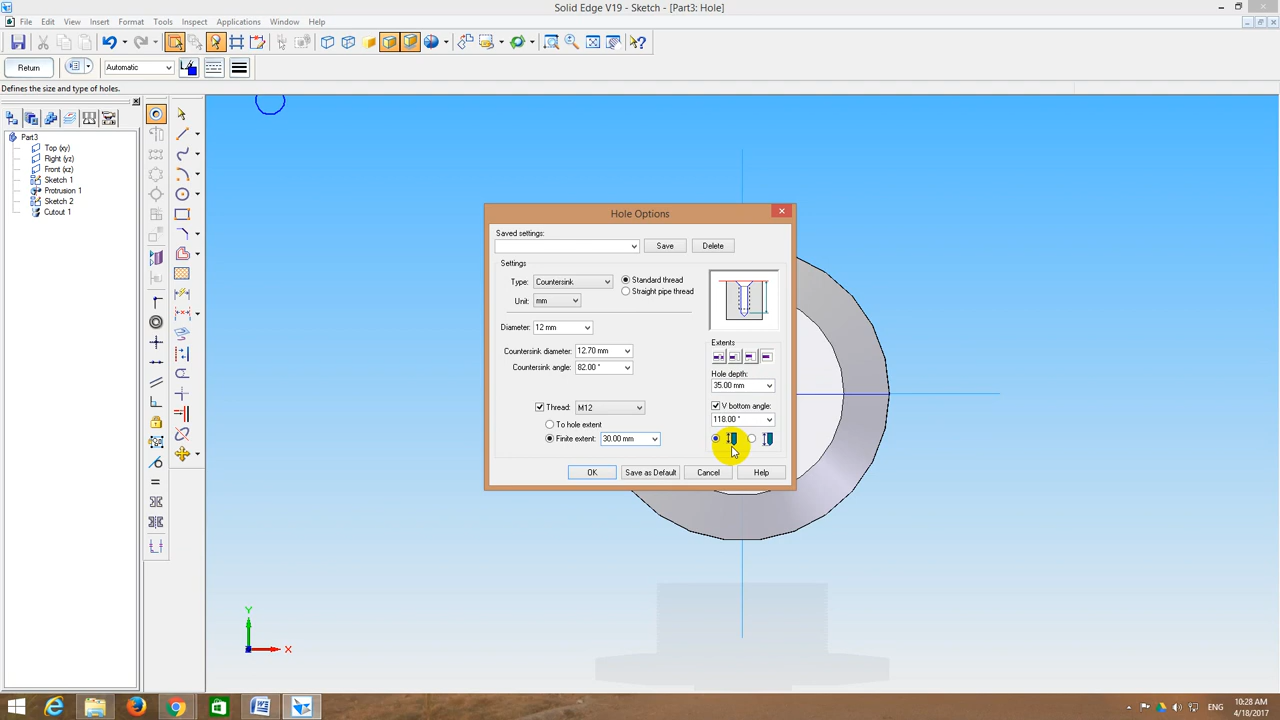 Solid Edge V19 - Sketch - [Part3: Hole]
File Edit View Insert Format Tools Inspect Applications Window Help
Return
Automatic
Defines the size and type of holes.
Part3
Top (xy)
Right (yz)
Front (xz)
Sketch 1
Protrusion 1
Sketch 2
Cutout 1
Hole Options
Saved settings:
Save
Delete
Settings
Type: Countersink
Standard thread
Straight pipe thread
Unit: mm
Diameter: 12 mm
Countersink diameter: 12.70 mm
Countersink angle: 82.00 °
Thread: M12
To hole extent
Finite extent: 30.00 mm
Extents
Hole depth:
35.00 mm
V bottom angle:
118.00 °
OK
Save as Default
Cancel
Help
Y
X
ENG
10:28 AM
4/18/2017